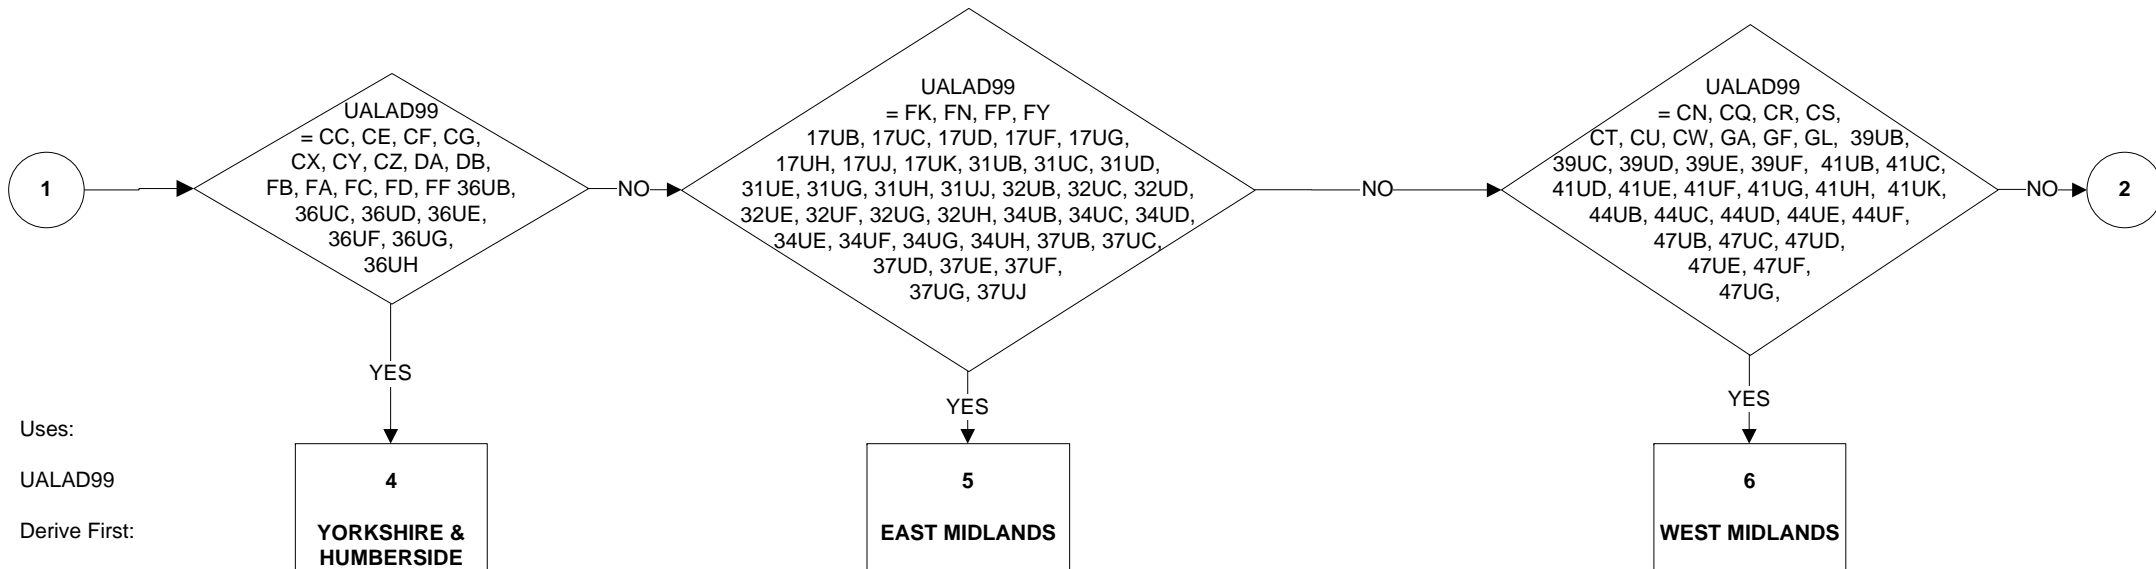 1
UALAD99
= CC, CE, CF, CG,
CX, CY, CZ, DA, DB,
FB, FA, FC, FD, FF 36UB,
36UC, 36UD, 36UE,
36UF, 36UG,
36UH
NO
UALAD99
= FK, FN, FP, FY
17UB, 17UC, 17UD, 17UF, 17UG,
17UH, 17UJ, 17UK, 31UB, 31UC, 31UD,
31UE, 31UG, 31UH, 31UJ, 32UB, 32UC, 32UD,
32UE, 32UF, 32UG, 32UH, 34UB, 34UC, 34UD,
34UE, 34UF, 34UG, 34UH, 37UB, 37UC,
37UD, 37UE, 37UF,
37UG, 37UJ
NO
UALAD99
= CN, CQ, CR, CS,
CT, CU, CW, GA, GF, GL, 39UB,
39UC, 39UD, 39UE, 39UF, 41UB, 41UC,
41UD, 41UE, 41UF, 41UG, 41UH, 41UK,
44UB, 44UC, 44UD, 44UE, 44UF,
47UB, 47UC, 47UD,
47UE, 47UF,
47UG,
NO
2
YES
YES
YES
Uses:
UALAD99
Derive First:
4
YORKSHIRE &
HUMBERSIDE
5
EAST MIDLANDS
6
WEST MIDLANDS